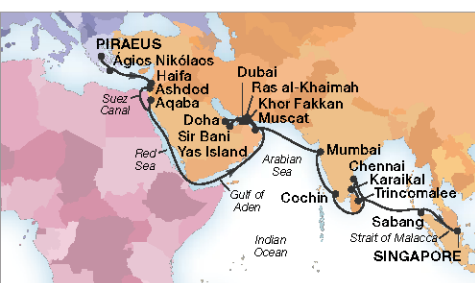 PIRAEUS
Ágios Nikólaos
Haifa
Ashdod
Aqaba
Suez
Canal
Red
Sea
Dubai
Ras al-Khaimah
Khor Fakkan
Muscat
Doha
Sir Bani
Yas Island
Arabian
Sea
Gulf of
Aden
Mumbai
Chennai
Karaikal
Trincomalee
Cochin
Sabang
Strait of Malacca
SINGAPORE
Indian
Ocean